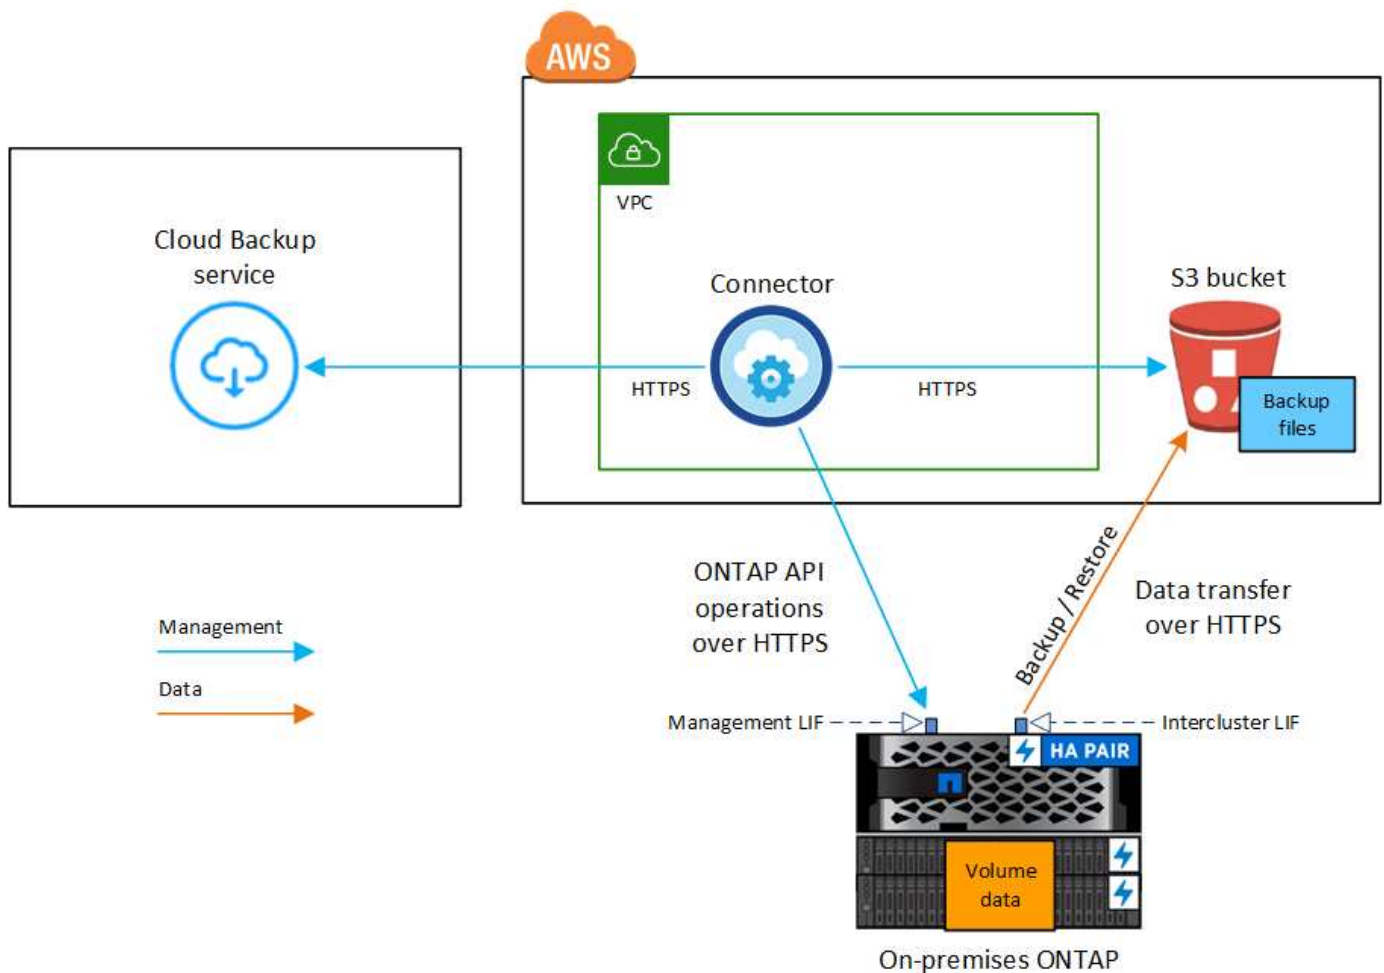 AWS
VPC
Cloud Backup
service
Connector
S3 bucket
HTTPS
HTTPS
Backup
files
ONTAP API
operations
over HTTPS
Backup / Restore
Data transfer
over HTTPS
Management
Data
Management LIF
Intercluster LIF
HA PAIR
Volume
data
On-premises ONTAP